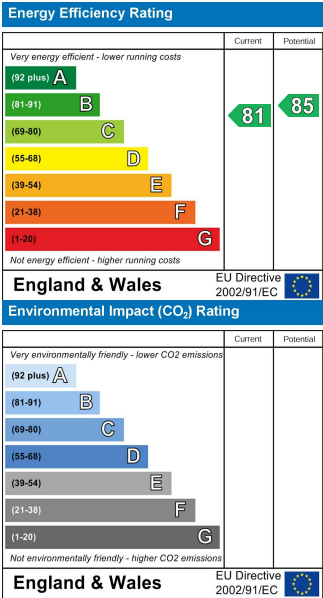 Energy Efficiency Rating
Current Potential
Very energy efficient - lower running costs
(92 plus) A
(81-91) B
(69-80) C
(55-68) D
(39-54) E
(21-38) F
(1-20) G
81
85
Not energy efficient - higher running costs
England & Wales
EU Directive
2002/91/EC
Environmental Impact (CO₂) Rating
Current Potential
Very environmentally friendly - lower CO2 emissions
(92 plus) A
(81-91) B
(69-80) C
(55-68) D
(39-54) E
(21-38) F
(1-20) G
Not environmentally friendly - higher CO2 emissions
England & Wales
EU Directive
2002/91/EC